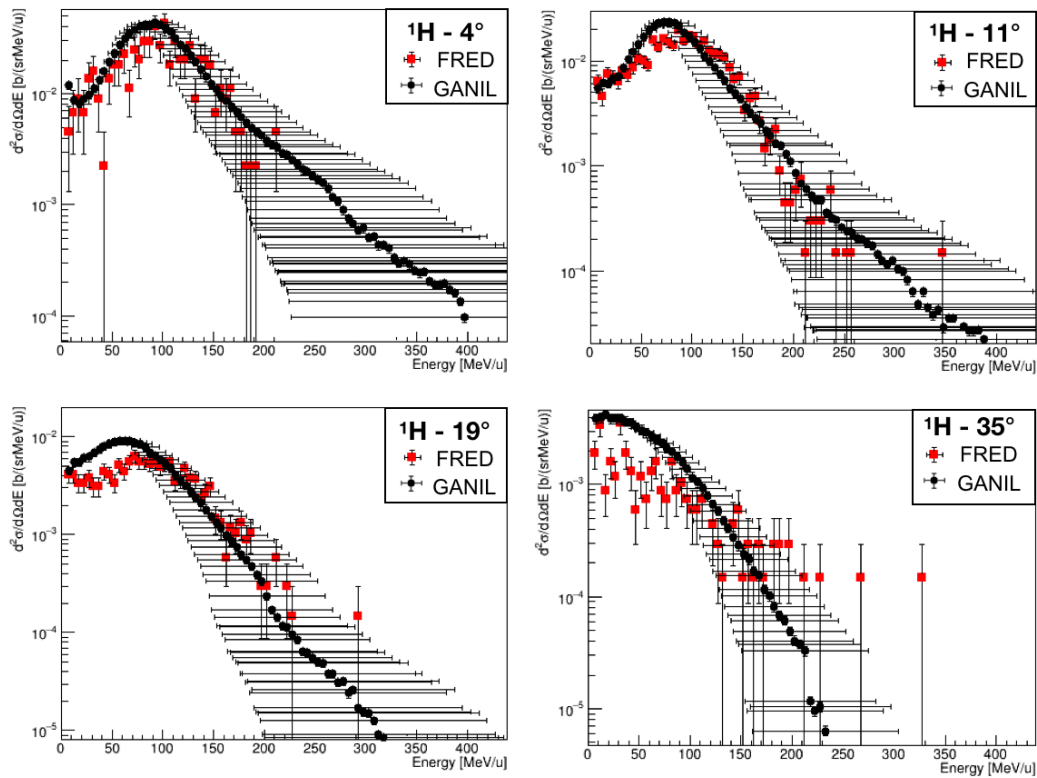 ¹H - 4°
FRED
GANIL
d²σ/dΩdE [b/(srMeV/u)]
10⁻²
10⁻³
10⁻⁴
0 50 100 150 200 250 300 350 400
Energy [MeV/u]
¹H - 11°
FRED
GANIL
d²σ/dΩdE [b/(srMeV/u)]
10⁻²
10⁻³
10⁻⁴
0 50 100 150 200 250 300 350 400
Energy [MeV/u]
¹H - 19°
FRED
GANIL
d²σ/dΩdE [b/(srMeV/u)]
10⁻²
10⁻³
10⁻⁴
10⁻⁵
0 50 100 150 200 250 300 350 400
Energy [MeV/u]
¹H - 35°
FRED
GANIL
d²σ/dΩdE [b/(srMeV/u)]
10⁻³
10⁻⁴
10⁻⁵
0 50 100 150 200 250 300 350 400
Energy [MeV/u]